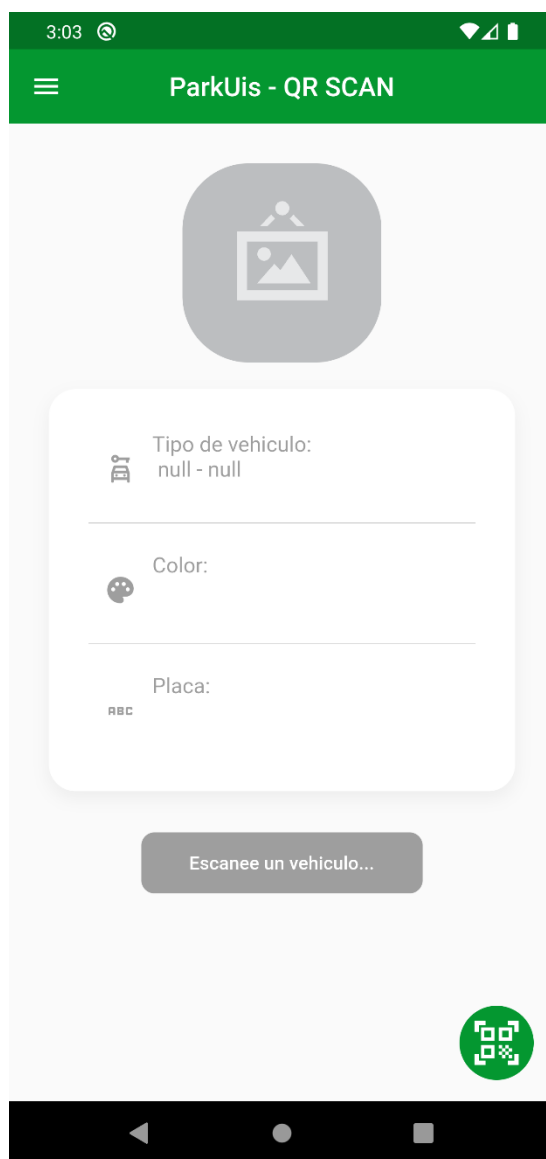 3:03
ParkUis - QR SCAN
Tipo de vehiculo:
null - null
Color:
Placa:
ABC
Escanee un vehiculo...